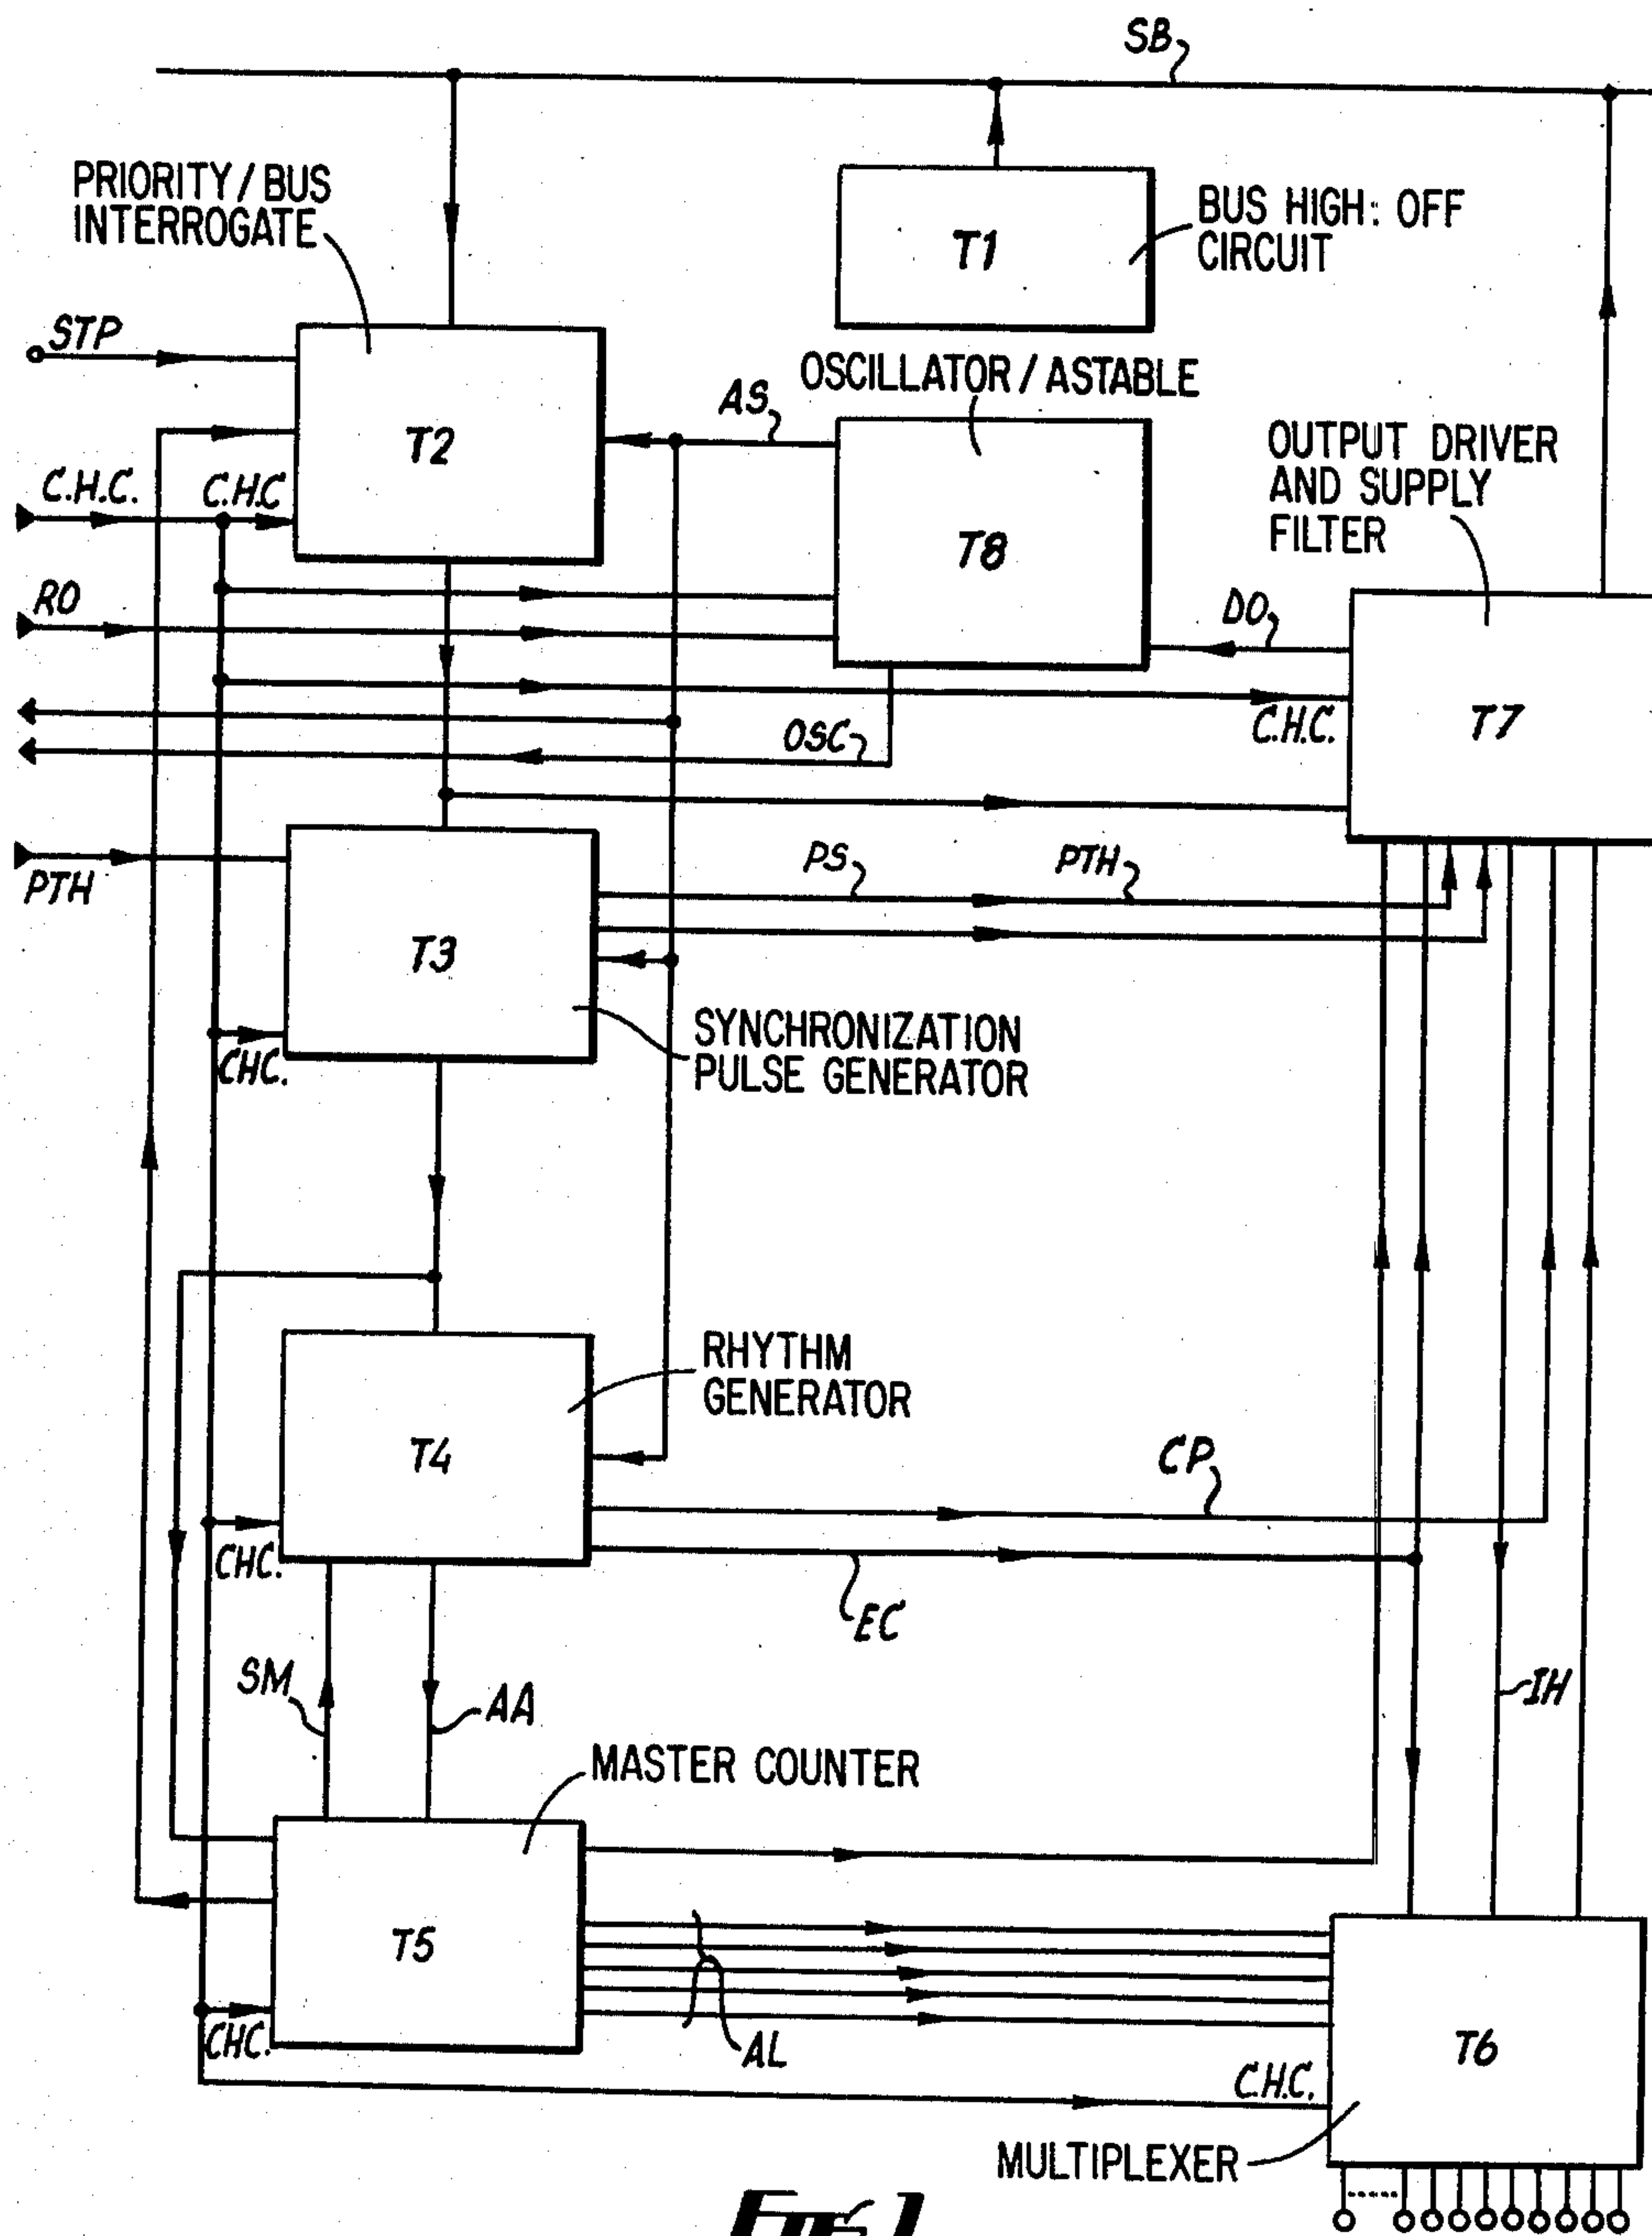 SB
PRIORITY/BUS
INTERROGATE
T1
BUS HIGH: OFF
CIRCUIT
STP
T2
AS
OSCILLATOR/ASTABLE
T8
OUTPUT DRIVER
AND SUPPLY
FILTER
C.H.C.
C.H.C
RO
DO
OSC
C.H.C.
T7
PTH
PS
PTH
T3
SYNCHRONIZATION
PULSE GENERATOR
CHC.
RHYTHM
GENERATOR
T4
CP
CHC.
EC
SM
AA
IH
MASTER COUNTER
T5
AL
CHC.
C.H.C.
T6
MULTIPLEXER